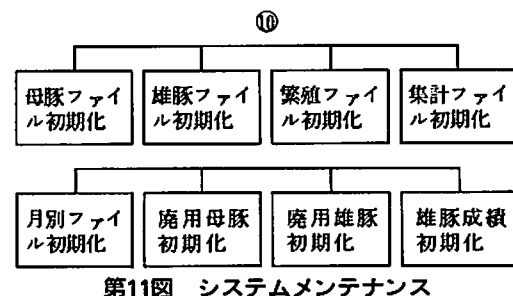 ⑩
母豚ファイ
ル初期化
雄豚ファイ
ル初期化
繁殖ファイ
ル初期化
集計ファイ
ル初期化
月別ファイ
ル初期化
廃用母豚
初期化
廃用雄豚
初期化
雄豚成績
初期化
第11図 システムメンテナンス